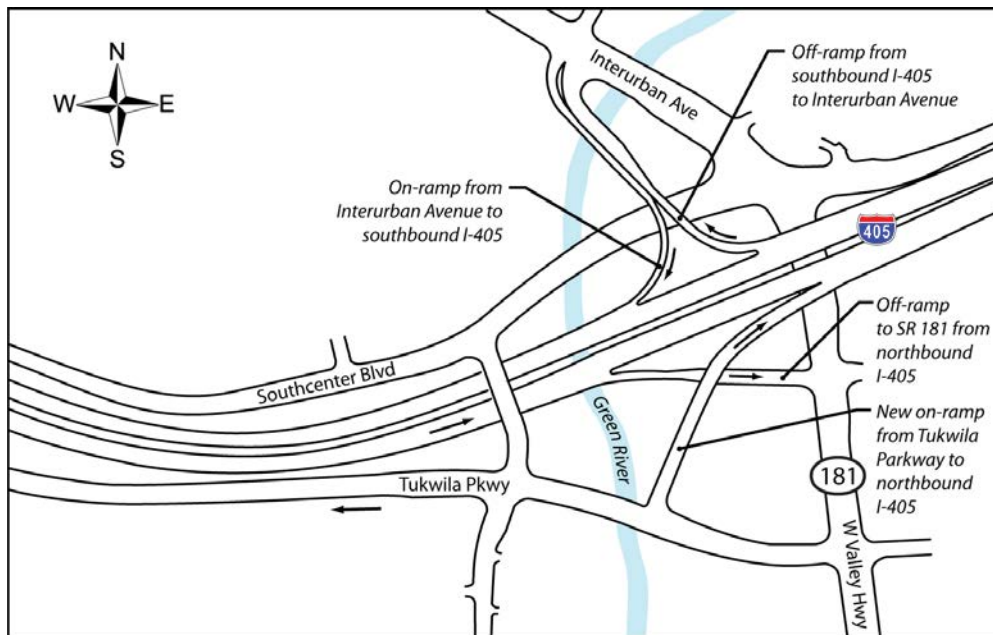 N
W
E
S
Interurban Ave
Off-ramp from
southbound I-405
to Interurban Avenue
On-ramp from
Interurban Avenue to
southbound I-405
405
Off-ramp
to SR 181 from
northbound
I-405
Southcenter Blvd
Green River
New on-ramp
from Tukwila
Parkway to
northbound
I-405
Tukwila Pkwy
181
W Valley Hwy